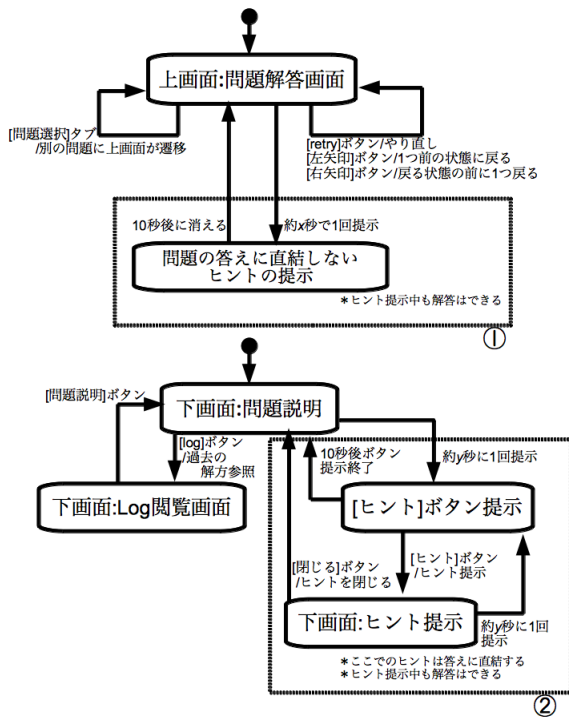 上画面:問題解答画面
[問題選択]タブ
/別の問題に上画面が遷移
[retry]ボタン/やり直し
[左矢印]ボタン/1つ前の状態に戻る
[右矢印]ボタン/戻る状態の前に1つ戻る
10秒後に消える
約x秒で1回提示
問題の答えに直結しない
ヒントの提示
＊ヒント提示中も解答はできる
①
[問題説明]ボタン
下画面:問題説明
[log]ボタン
/過去の
解方参照
10秒後ボタン
提示終了
約y秒に1回提示
下画面:Log閲覧画面
[ヒント]ボタン提示
[閉じる]ボタン
/ヒントを閉じる
[ヒント]ボタン
/ヒント提示
下画面:ヒント提示
約y秒に1回
提示
＊ここでのヒントは答えに直結する
＊ヒント提示中も解答はできる
②